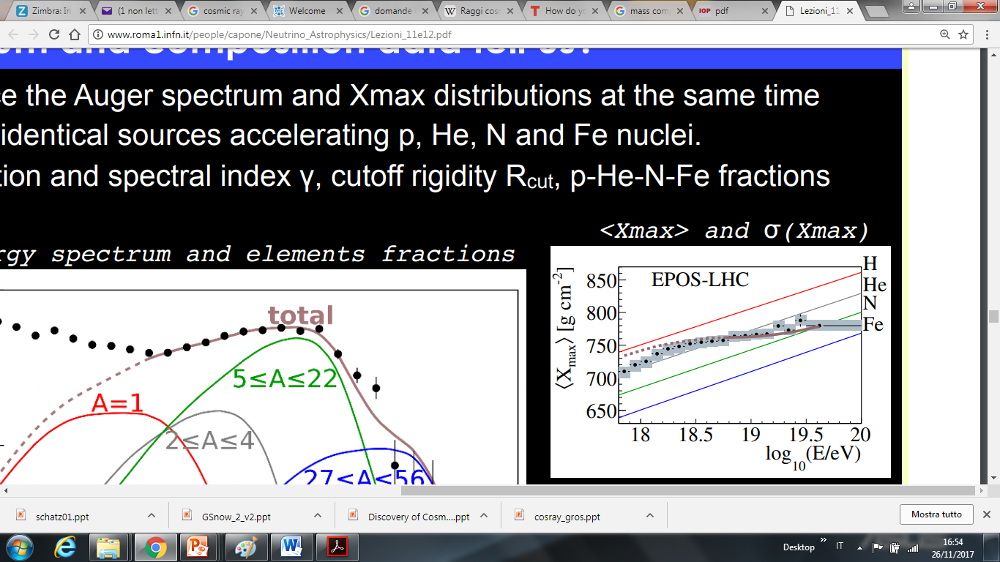 Zimbra: In
(1 non lett
cosmic ray
Welcome
domande
Raggi cos
How do yo
mass com
IOP pdf
Lezioni_11
www.roma1.infn.it/people/capone/Neutrino_Astrophysics/Lezioni_11e12.pdf
ce the Auger spectrum and Xmax distributions at the same time
identical sources accelerating p, He, N and Fe nuclei.
tion and spectral index γ, cutoff rigidity Rcut, p-He-N-Fe fractions
<Xmax> and σ(Xmax)
rgy spectrum and elements fractions
total
5≤A≤22
A=1
2≤A≤4
27≤A≤56
EPOS-LHC
⟨Xmax⟩ [g cm-2]
850
800
750
700
650
H
He
N
Fe
18 18.5 19 19.5 20
log10(E/eV)
schatz01.ppt
GSnow_2_v2.ppt
Discovery of Cosm....ppt
cosray_gros.ppt
Mostra tutto
Desktop
IT
16:54
26/11/2017